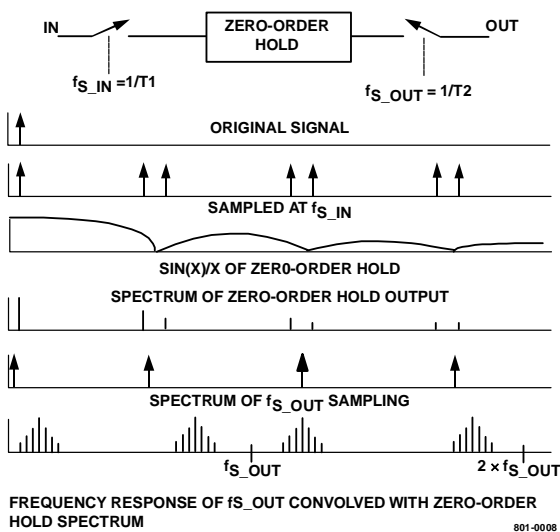 IN
ZERO-ORDER
HOLD
OUT
fS_IN =1/T1
fS_OUT = 1/T2
ORIGINAL SIGNAL
SAMPLED AT fS_IN
SIN(X)/X OF ZER0-ORDER HOLD
SPECTRUM OF ZERO-ORDER HOLD OUTPUT
SPECTRUM OF fS_OUT SAMPLING
fS_OUT
2 × fS_OUT
FREQUENCY RESPONSE OF fS_OUT CONVOLVED WITH ZERO-ORDER
HOLD SPECTRUM
801-0008